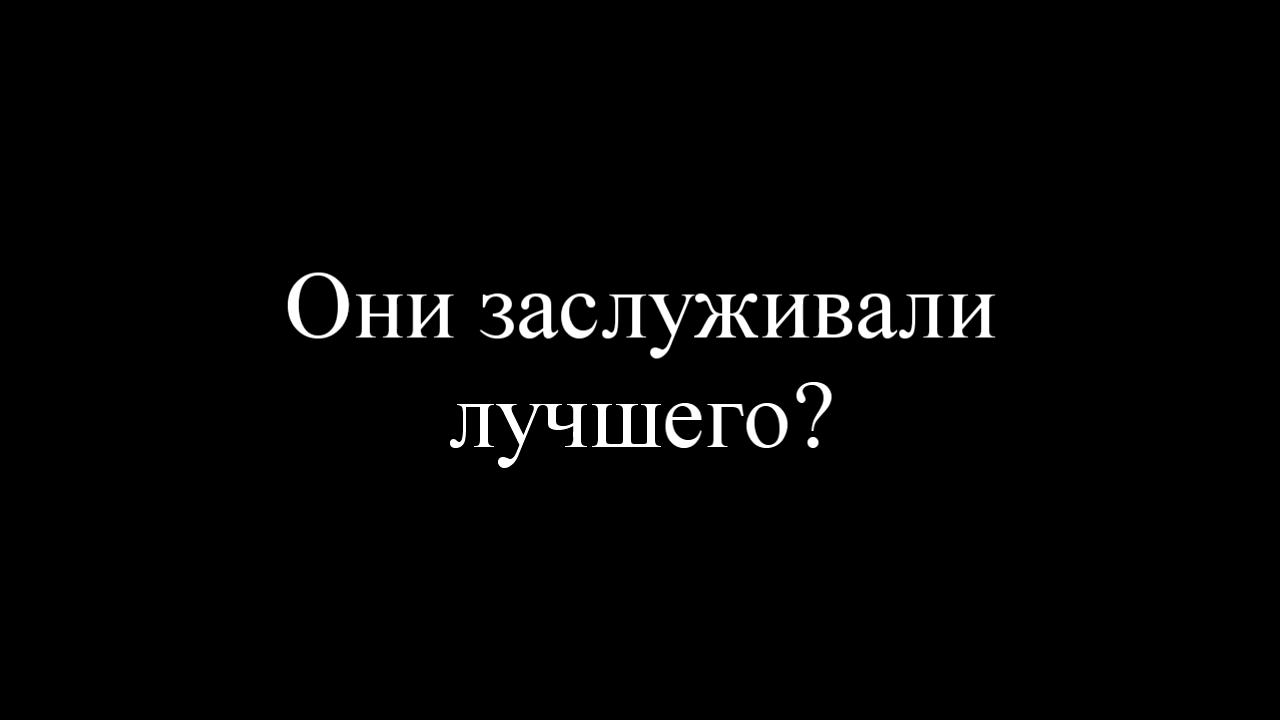 Они заслуживали
лучшего?